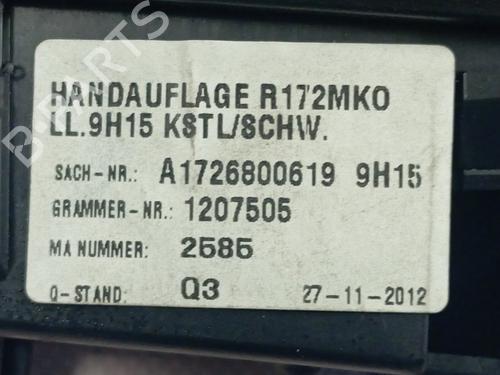 HANDAUFLAGE R172MKO
LL.9H15 KSTL/SCHW.
SACH-NR.: A1726800619 9H15
GRAMMER-NR.: 1207505
MA NUMMER: 2585
Q-STAND: Q3 27-11-2012
B-PARTS